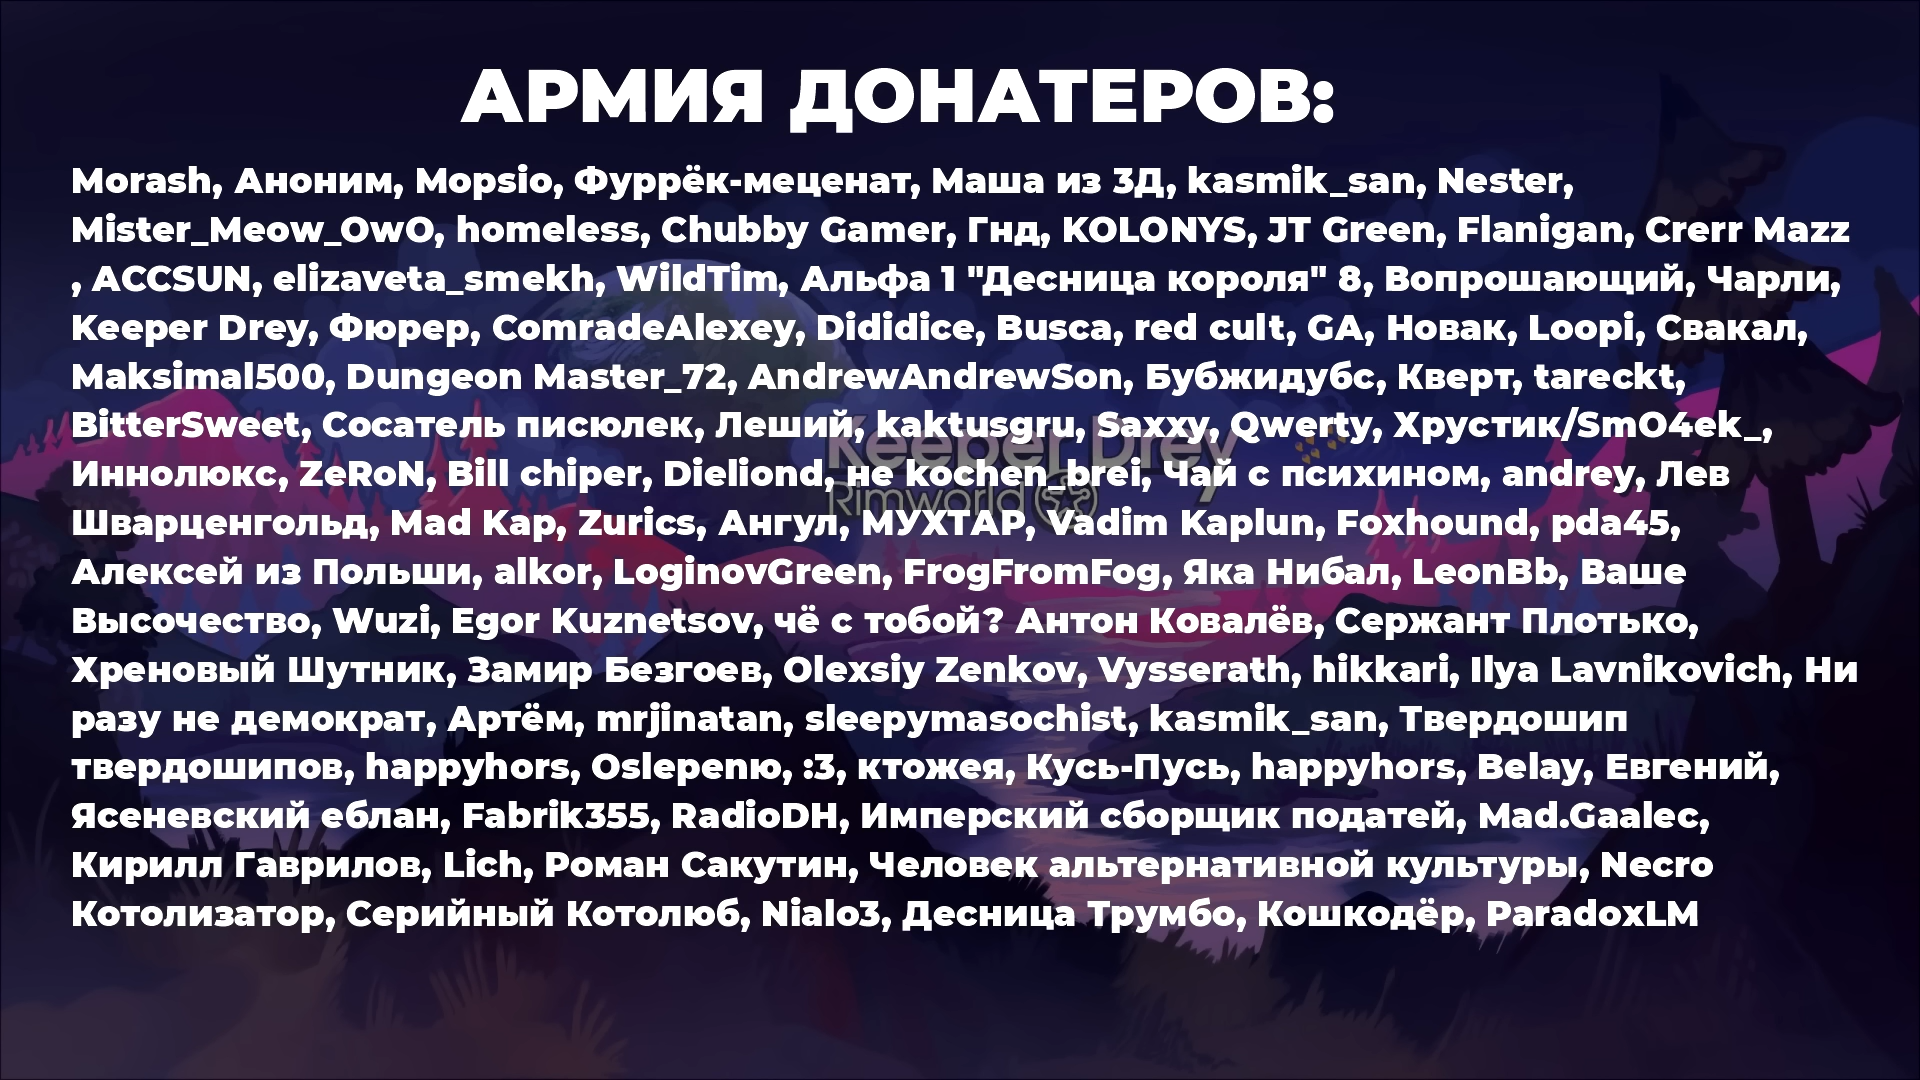 АРМИЯ ДОНАТЕРОВ:
Morash, Аноним, Mopsio, Фуррёк-меценат, Маша из 3Д, kasmik_san, Nester,
Mister_Meow_OwO, homeless, Chubby Gamer, Гнд, KOLONYS, JT Green, Flanigan, Crerr Mazz
, ACCSUN, elizaveta_smekh, WildTim, Альфа 1 "Десница короля" 8, Вопрошающий, Чарли,
Keeper Drey, Фюрер, ComradeAlexey, Dididice, Busca, red cult, GA, Новак, Loopi, Свакал,
Maksimal500, Dungeon Master_72, AndrewAndrewSon, Бубжидубс, Кверт, tareckt,
BitterSweet, Сосатель писюлек, Леший, kaktusgru, Saxxy, Qwerty, Хрустик/SmO4ek_,
Keeper Drey
Иннолюкс, ZeRoN, Bill chiper, Dieliond, не kochen_brei, Чай с психином, andrey, Лев
Rimworld
Шварценгольд, Mad Kap, Zurics, Ангул, МУХТАР, Vadim Kaplun, Foxhound, pda45,
Алексей из Польши, alkor, LoginovGreen, FrogFromFog, Яка Нибал, LeonBb, Ваше
Высочество, Wuzi, Egor Kuznetsov, чё с тобой? Антон Ковалёв, Сержант Плотько,
Хреновый Шутник, Замир Безгоев, Olexsiy Zenkov, Vysserath, hikkari, Ilya Lavnikovich, Ни
разу не демократ, Артём, mrjinatan, sleepymasochist, kasmik_san, Твердошип
твердошипов, happyhors, Oslepenю, :3, ктожея, Кусь-Пусь, happyhors, Belay, Евгений,
Ясеневский еблан, Fabrik355, RadioDH, Имперский сборщик податей, Mad.Gaalec,
Кирилл Гаврилов, Lich, Роман Сакутин, Человек альтернативной культуры, Necro
Котолизатор, Серийный Котолюб, Nialo3, Десница Трумбо, Кошкодёр, ParadoxLM